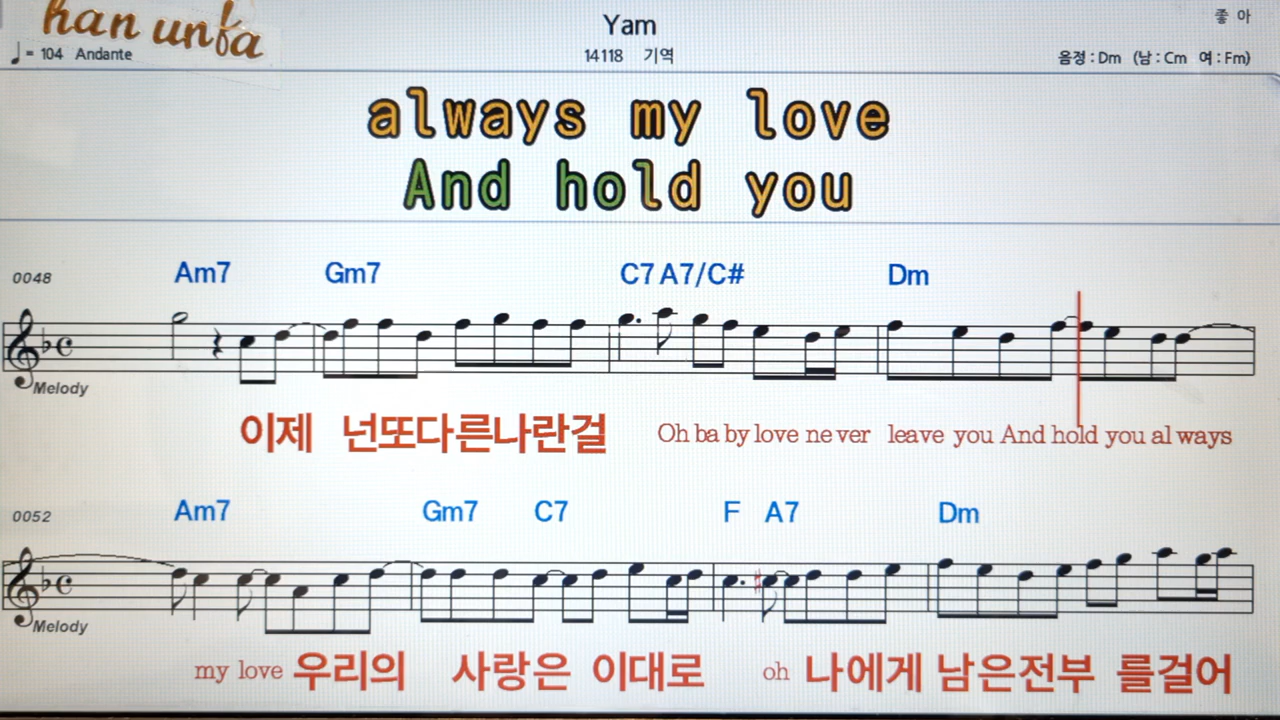 han unfa
Yam
좋 아
♩= 104 Andante
14118 기역
음정 : Dm (남 : Cm 여 : Fm)
always my love
And hold you
0048 Am7 Gm7 C7 A7/C# Dm
Melody
이제 넌또다른나란걸 Oh ba by love ne ver leave you And hold you al ways
0052 Am7 Gm7 C7 F A7 Dm
Melody
my love 우리의 사랑은 이대로 oh 나에게 남은전부 를걸어